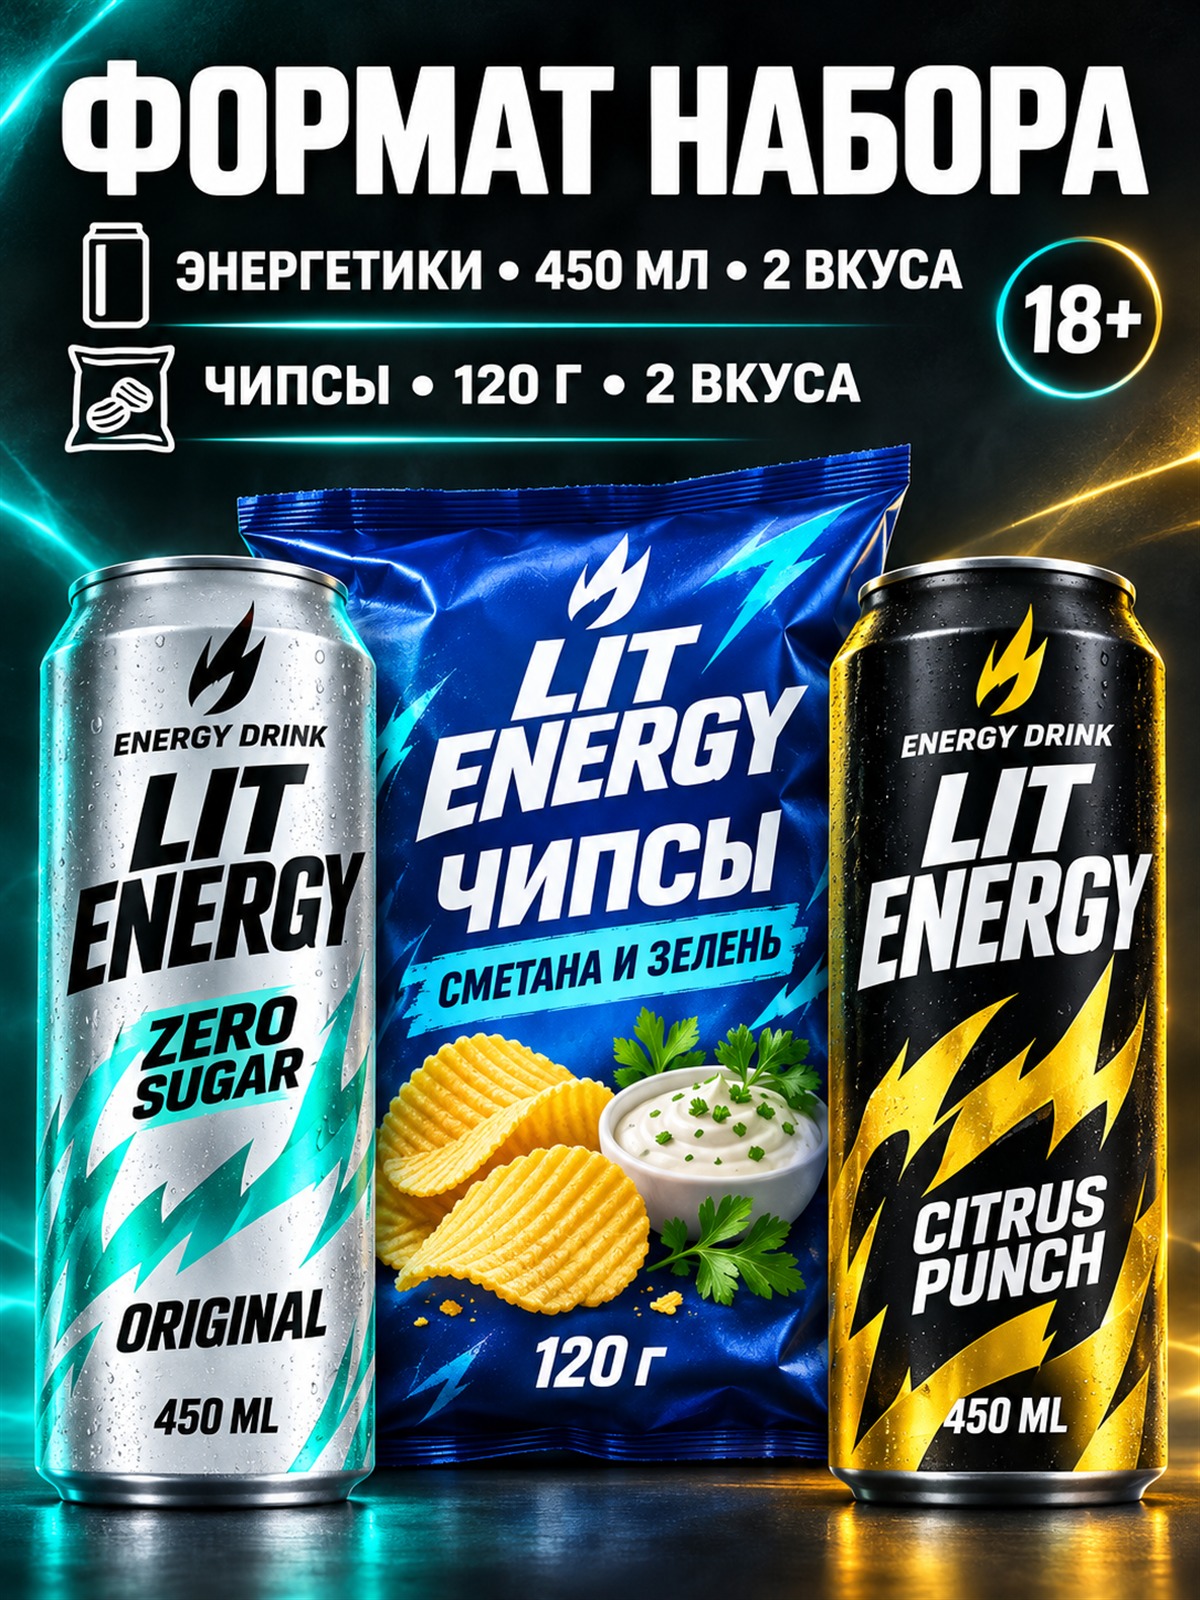 ФОРМАТ НАБОРА
ЭНЕРГЕТИКИ • 450 МЛ • 2 ВКУСА
18+
ЧИПСЫ • 120 Г • 2 ВКУСА
ENERGY DRINK
LIT
ENERGY
ZERO
SUGAR
ORIGINAL
450 ML
LIT
ENERGY
ЧИПСЫ
СМЕТАНА И ЗЕЛЕНЬ
120 г
ENERGY DRINK
LIT
ENERGY
CITRUS
PUNCH
450 ML